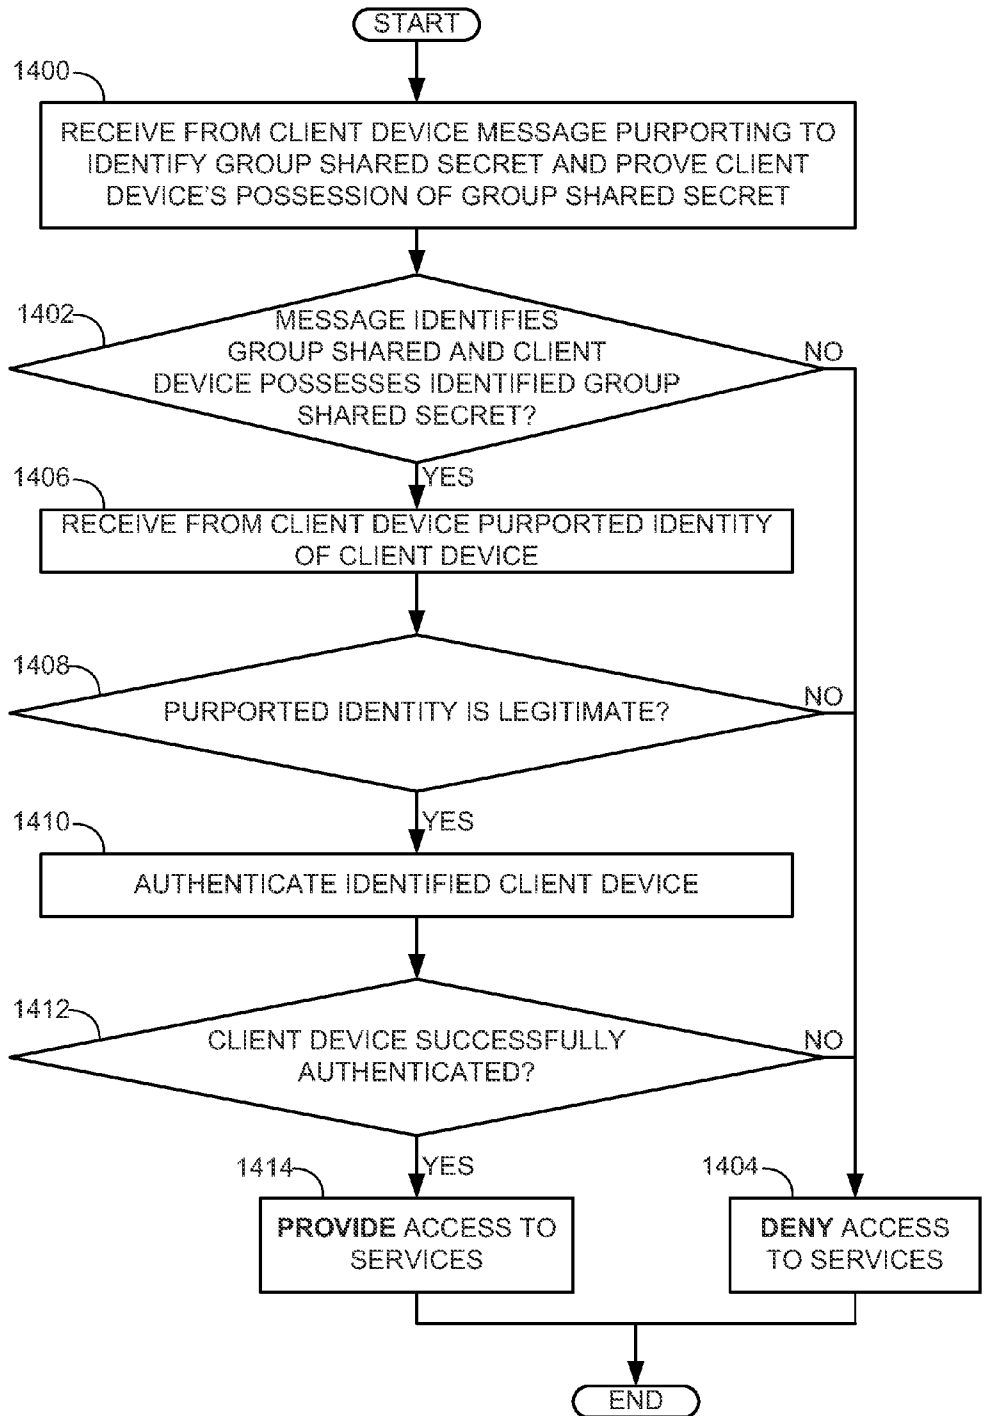 START
1400
RECEIVE FROM CLIENT DEVICE MESSAGE PURPORTING TO
IDENTIFY GROUP SHARED SECRET AND PROVE CLIENT
DEVICE'S POSSESSION OF GROUP SHARED SECRET
1402
MESSAGE IDENTIFIES
GROUP SHARED AND CLIENT
DEVICE POSSESSES IDENTIFIED GROUP
SHARED SECRET?
NO
YES
1406
RECEIVE FROM CLIENT DEVICE PURPORTED IDENTITY
OF CLIENT DEVICE
1408
PURPORTED IDENTITY IS LEGITIMATE?
NO
YES
1410
AUTHENTICATE IDENTIFIED CLIENT DEVICE
1412
CLIENT DEVICE SUCCESSFULLY
AUTHENTICATED?
NO
YES
1414
PROVIDE ACCESS TO
SERVICES
1404
DENY ACCESS
TO SERVICES
END